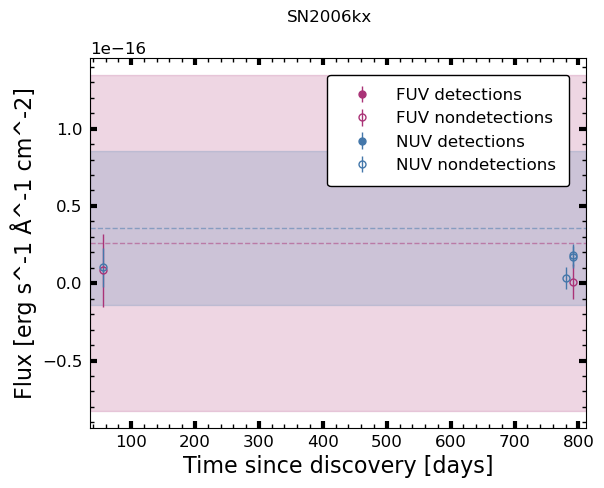 SN2006kx
1e−16
FUV detections
FUV nondetections
NUV detections
NUV nondetections
1.0
0.5
0.0
−0.5
Flux [erg s^-1 Å^-1 cm^-2]
100 200 300 400 500 600 700 800
Time since discovery [days]